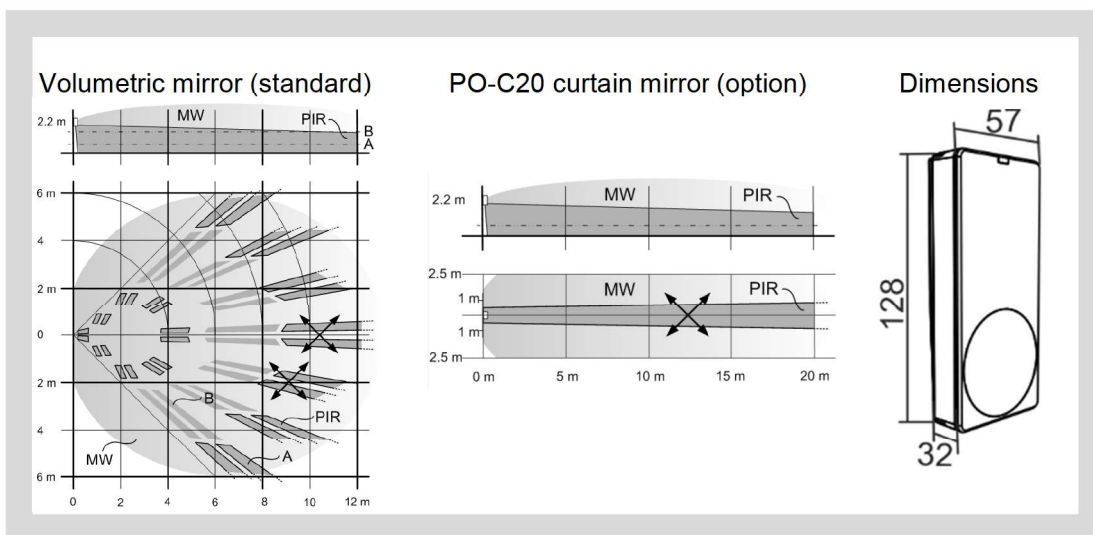 Volumetric mirror (standard)
PO-C20 curtain mirror (option)
Dimensions
2.2 m
MW
PIR
B
A
6 m
4
2 m
0
2 m
4
6 m
B
PIR
A
MW
0
2
4
6
8
10
12 m
2.2 m
MW
PIR
2.5 m
1 m
1 m
2.5 m
MW
PIR
0 m
5 m
10 m
15 m
20 m
57
128
32